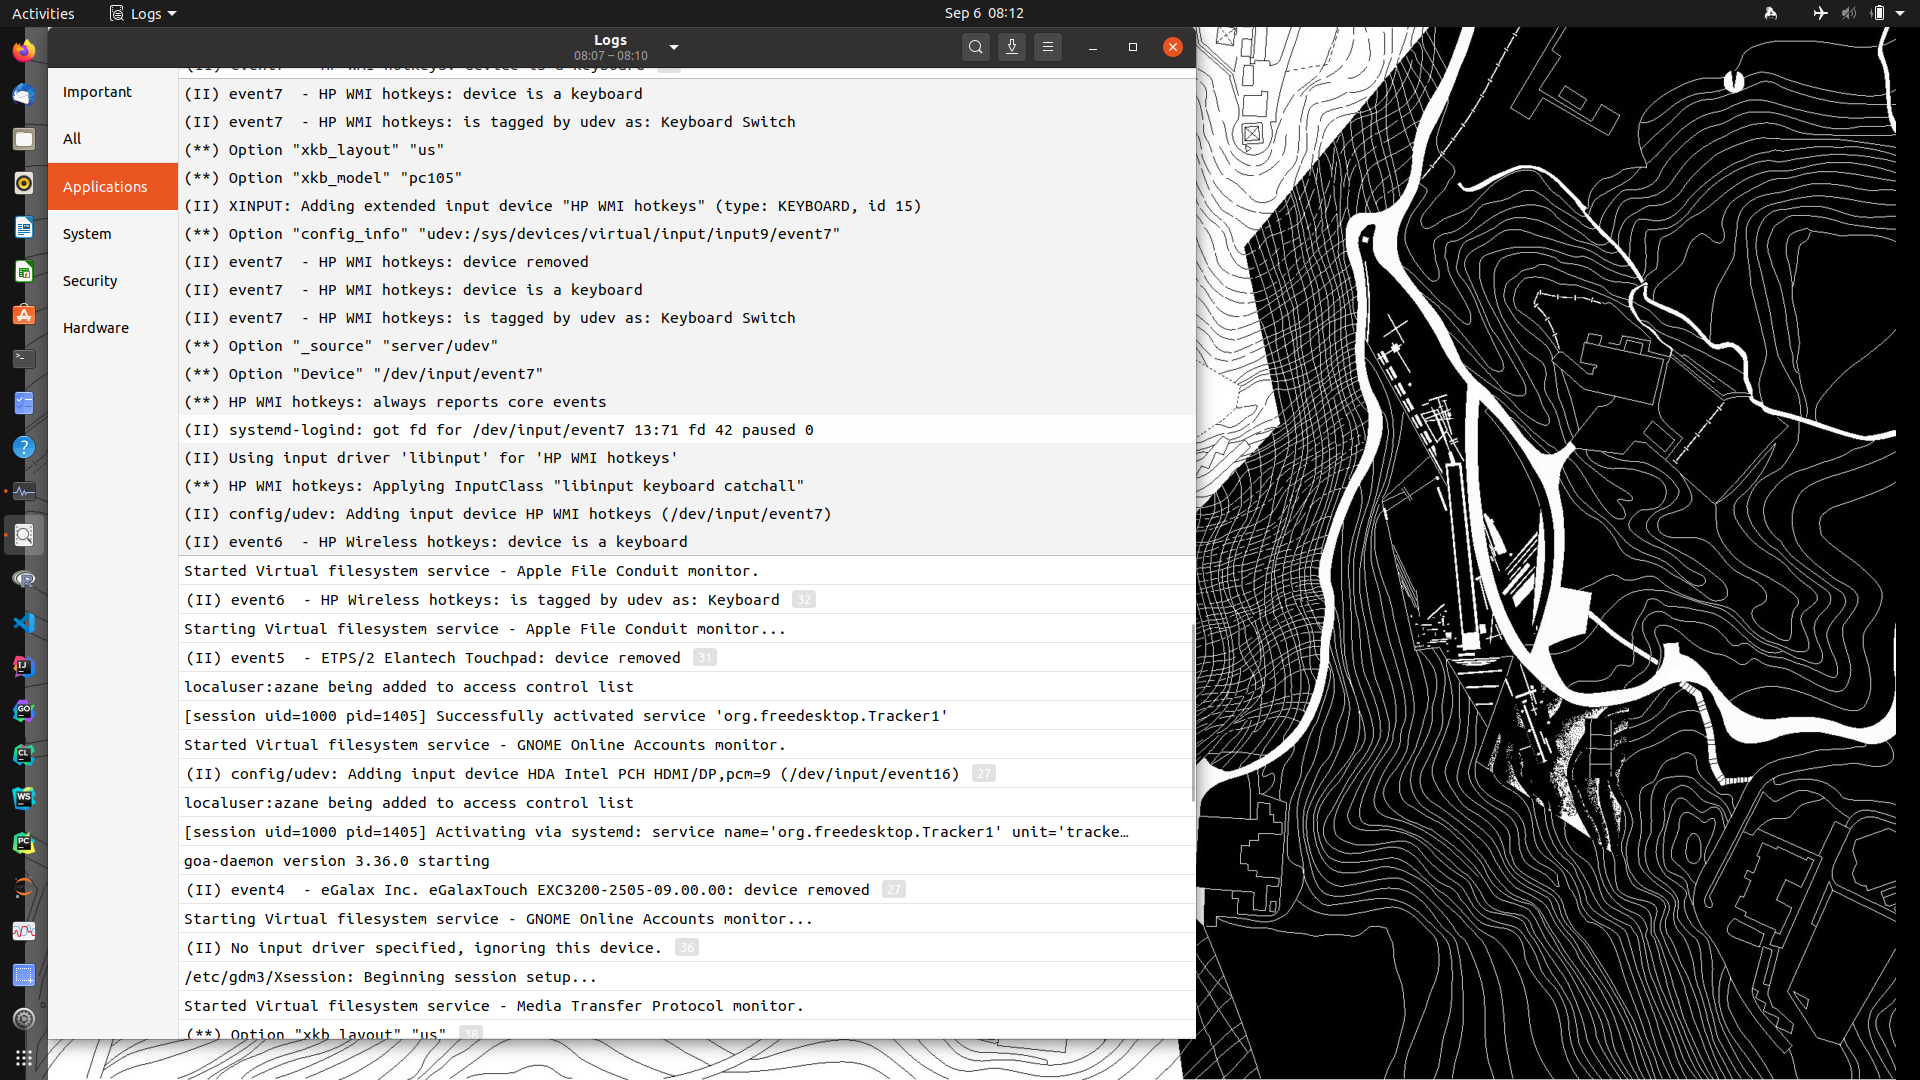 Activities
Logs
Sep 6 08:12
Logs
08:07 – 08:10
Important
All
Applications
System
Security
Hardware
(II) event7 - HP WMI hotkeys: device is a keyboard
(II) event7 - HP WMI hotkeys: device is a keyboard
(II) event7 - HP WMI hotkeys: is tagged by udev as: Keyboard Switch
(**) Option "xkb_layout" "us"
(**) Option "xkb_model" "pc105"
(II) XINPUT: Adding extended input device "HP WMI hotkeys" (type: KEYBOARD, id 15)
(**) Option "config_info" "udev:/sys/devices/virtual/input/input9/event7"
(II) event7 - HP WMI hotkeys: device removed
(II) event7 - HP WMI hotkeys: device is a keyboard
(II) event7 - HP WMI hotkeys: is tagged by udev as: Keyboard Switch
(**) Option "_source" "server/udev"
(**) Option "Device" "/dev/input/event7"
(**) HP WMI hotkeys: always reports core events
(II) systemd-logind: got fd for /dev/input/event7 13:71 fd 42 paused 0
(II) Using input driver 'libinput' for 'HP WMI hotkeys'
(**) HP WMI hotkeys: Applying InputClass "libinput keyboard catchall"
(II) config/udev: Adding input device HP WMI hotkeys (/dev/input/event7)
(II) event6 - HP Wireless hotkeys: device is a keyboard
Started Virtual filesystem service - Apple File Conduit monitor.
(II) event6 - HP Wireless hotkeys: is tagged by udev as: Keyboard 32
Starting Virtual filesystem service - Apple File Conduit monitor...
(II) event5 - ETPS/2 Elantech Touchpad: device removed 31
localuser:azane being added to access control list
[session uid=1000 pid=1405] Successfully activated service 'org.freedesktop.Tracker1'
Started Virtual filesystem service - GNOME Online Accounts monitor.
(II) config/udev: Adding input device HDA Intel PCH HDMI/DP,pcm=9 (/dev/input/event16) 27
localuser:azane being added to access control list
[session uid=1000 pid=1405] Activating via systemd: service name='org.freedesktop.Tracker1' unit='tracke…
goa-daemon version 3.36.0 starting
(II) event4 - eGalax Inc. eGalaxTouch EXC3200-2505-09.00.00: device removed 27
Starting Virtual filesystem service - GNOME Online Accounts monitor...
(II) No input driver specified, ignoring this device. 36
/etc/gdm3/Xsession: Beginning session setup...
Started Virtual filesystem service - Media Transfer Protocol monitor.
(**) Option "xkb_layout" "us" 38